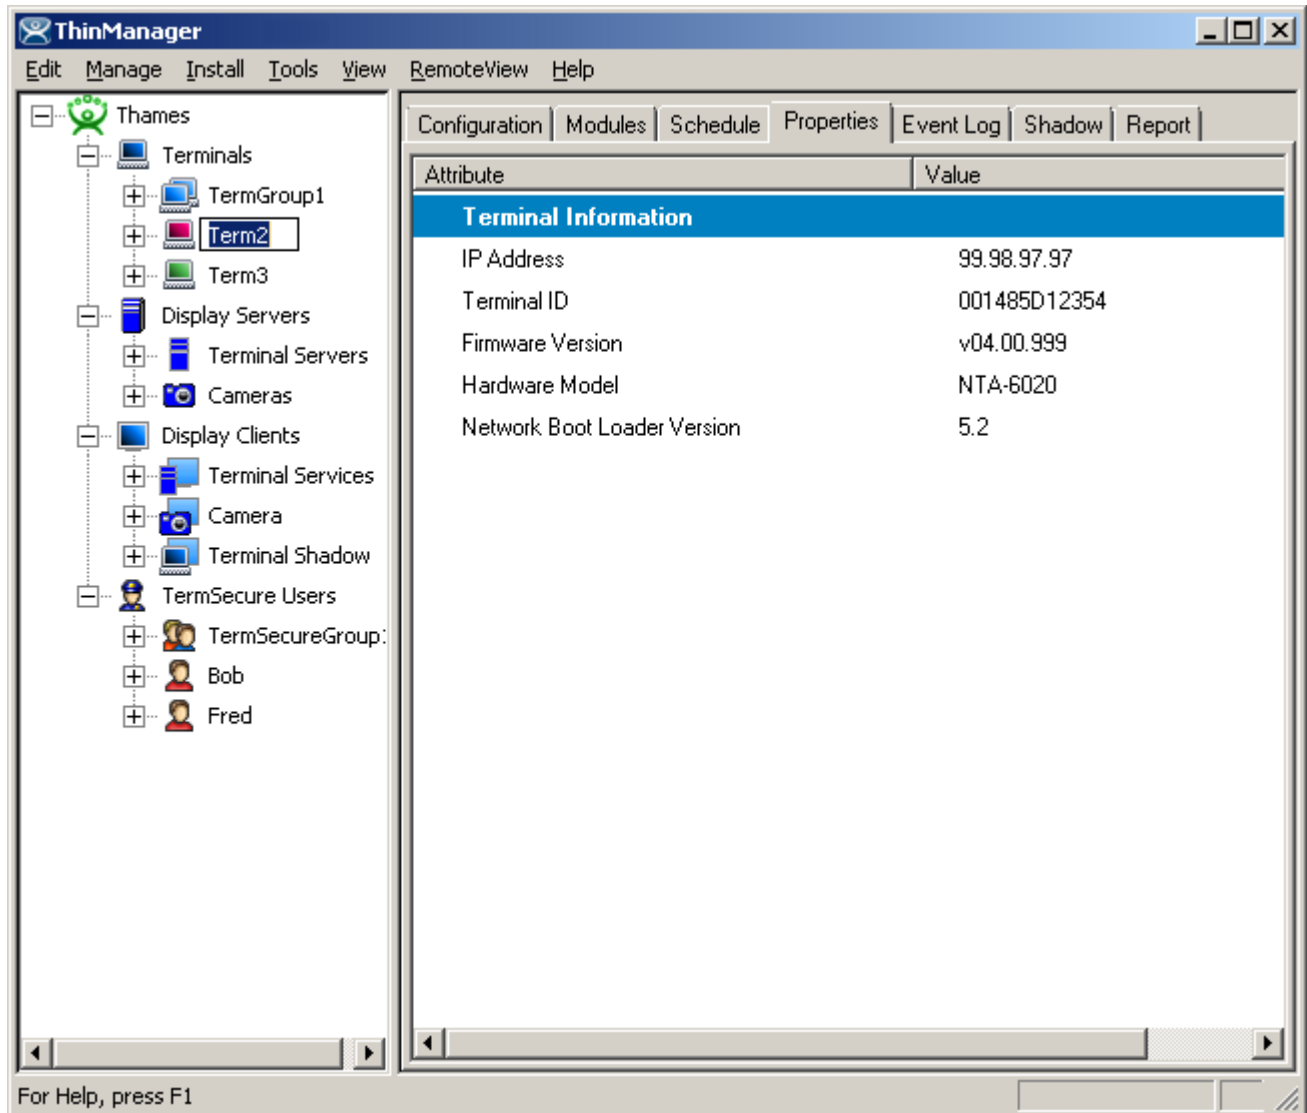 ThinManager
Edit Manage Install Tools View RemoteView Help
Thames
Terminals
TermGroup1
Term2
Term3
Display Servers
Terminal Servers
Cameras
Display Clients
Terminal Services
Camera
Terminal Shadow
TermSecure Users
TermSecureGroup1
Bob
Fred
Configuration Modules Schedule Properties Event Log Shadow Report
Attribute Value
Terminal Information
IP Address 99.98.97.97
Terminal ID 001485D12354
Firmware Version v04.00.999
Hardware Model NTA-6020
Network Boot Loader Version 5.2
For Help, press F1